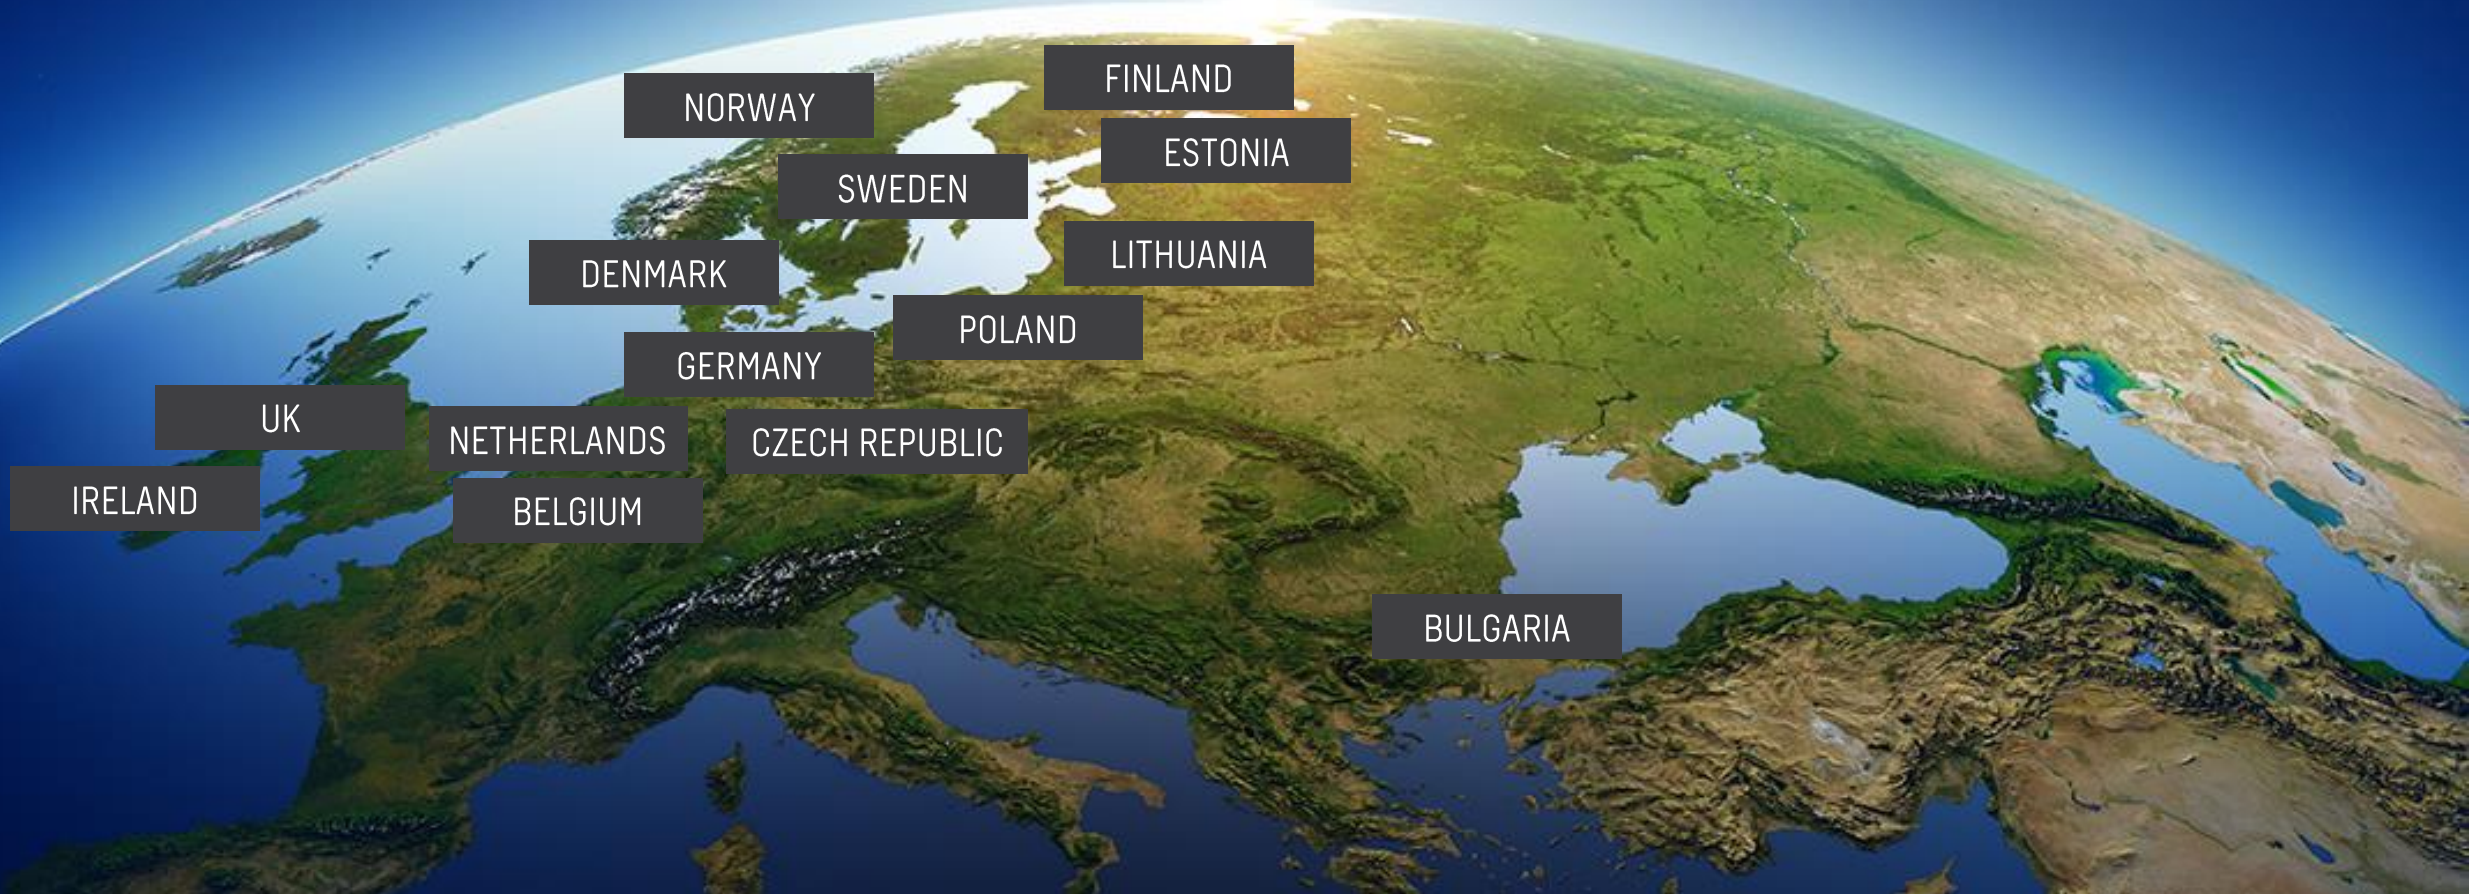 FINLAND
NORWAY
ESTONIA
SWEDEN
LITHUANIA
DENMARK
POLAND
GERMANY
UK
NETHERLANDS
CZECH REPUBLIC
IRELAND
BELGIUM
BULGARIA